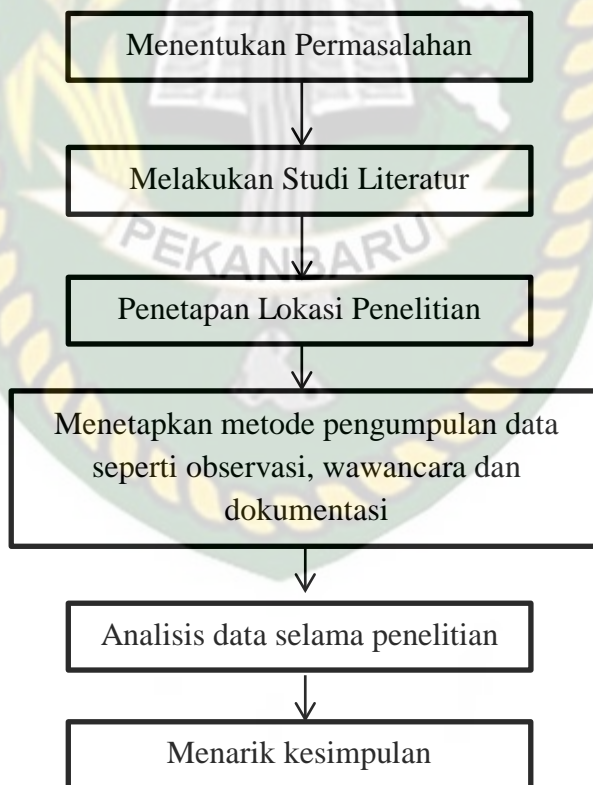 Menentukan Permasalahan
Melakukan Studi Literatur
PEKANBARU
Penetapan Lokasi Penelitian
Menetapkan metode pengumpulan data
seperti observasi, wawancara dan
dokumentasi
Analisis data selama penelitian
Menarik kesimpulan